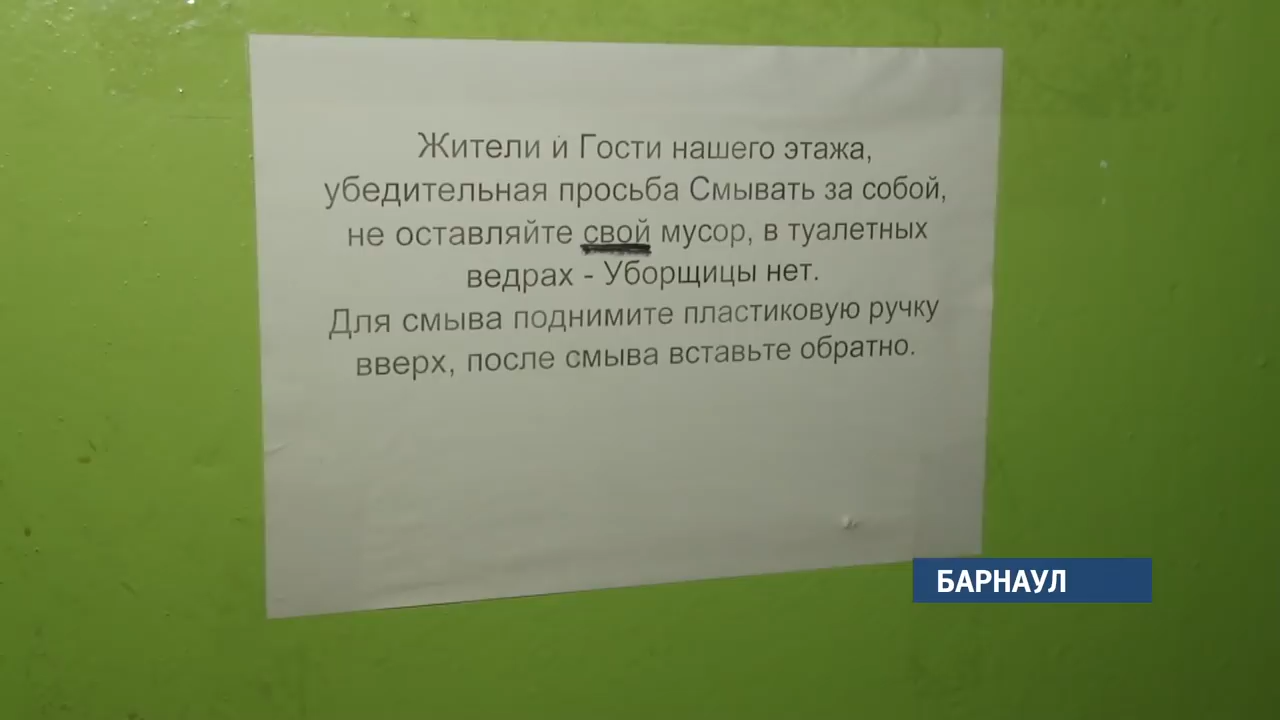 Жители и Гости нашего этажа,
убедительная просьба Смывать за собой,
не оставляйте свой мусор, в туалетных
ведрах - Уборщицы нет.
Для смыва поднимите пластиковую ручку
вверх, после смыва вставьте обратно.
БАРНАУЛ